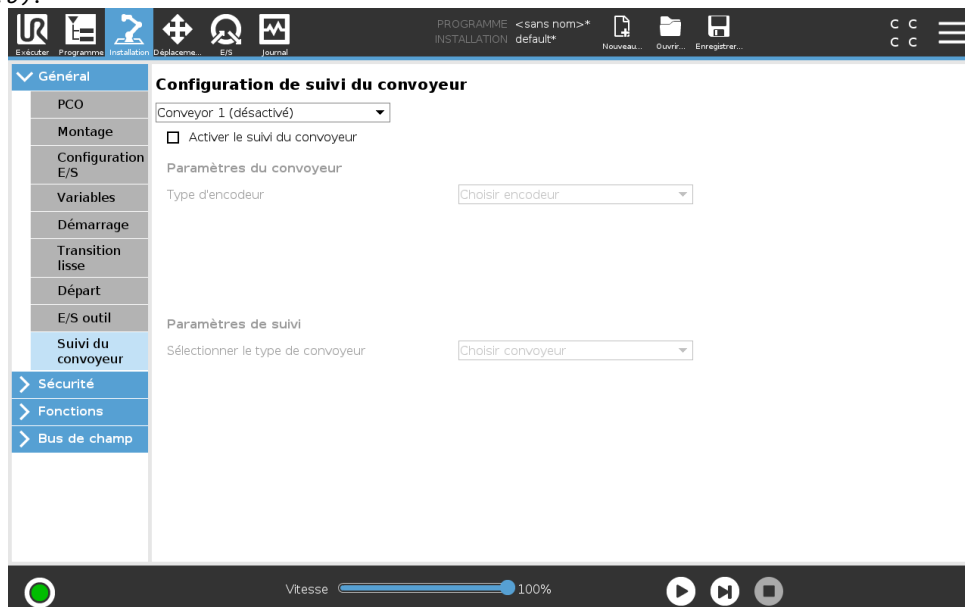 UR
Exécuter
Programme
Installation
Déplaceme...
E/S
Journal
PROGRAMME <sans nom>*
INSTALLATION default*
Nouveau...
Ouvrir...
Enregistrer...
C C
C C
Général
PCO
Montage
Configuration
E/S
Variables
Démarrage
Transition
lisse
Départ
E/S outil
Suivi du
convoyeur
Sécurité
Fonctions
Bus de champ
Configuration de suivi du convoyeur
Conveyor 1 (désactivé)
Activer le suivi du convoyeur
Paramètres du convoyeur
Type d'encodeur
Choisir encodeur
Paramètres de suivi
Sélectionner le type de convoyeur
Choisir convoyeur
Vitesse
100%